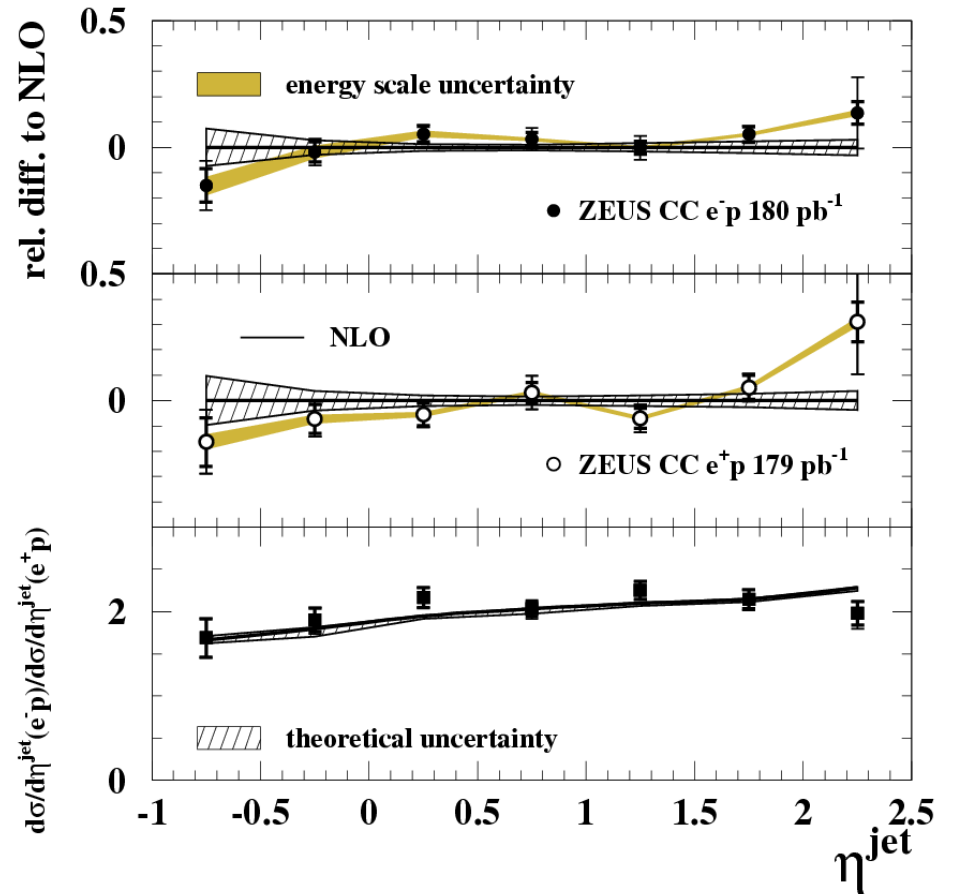 rel. diff. to NLO
0.5
0
energy scale uncertainty
ZEUS CC e⁻p 180 pb⁻¹
0.5
0
NLO
ZEUS CC e⁺p 179 pb⁻¹
dσ/dη^jet(e⁻p)/dσ/dη^jet(e⁺p)
2
0
theoretical uncertainty
-1 -0.5 0 0.5 1 1.5 2 2.5
η^jet